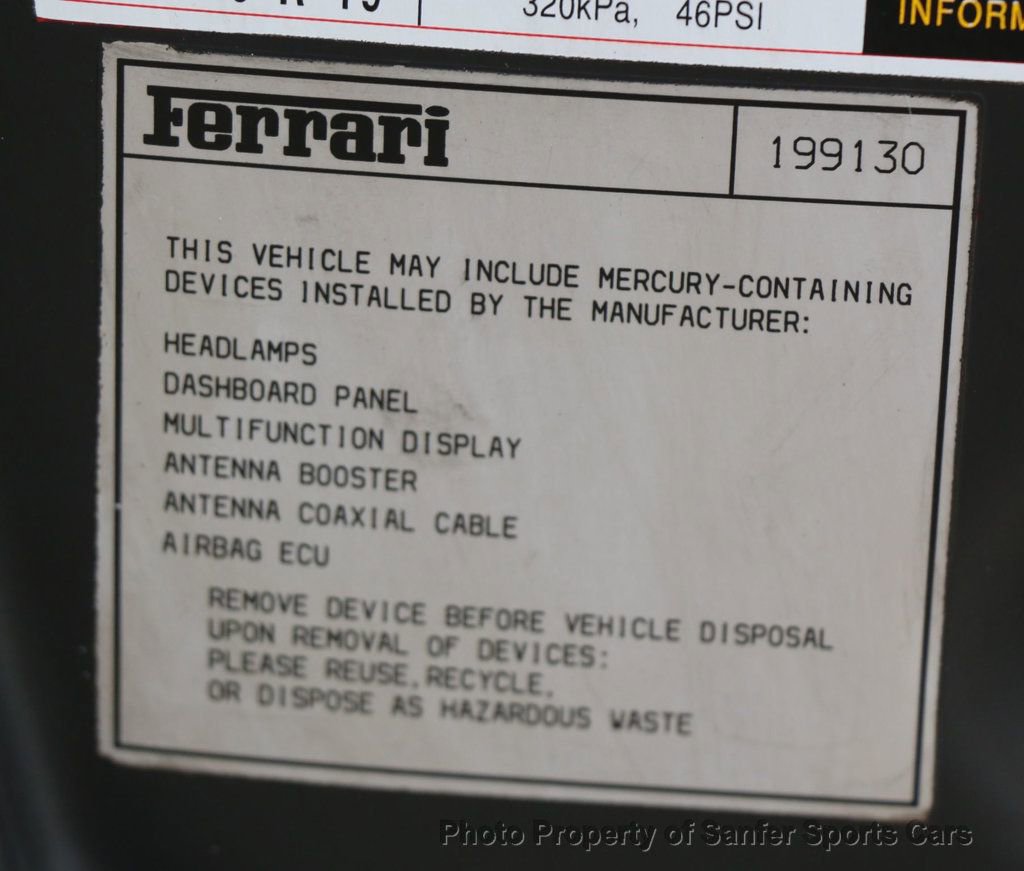 R 19
320KPa, 46PSI
INFORM
Ferrari
199130
THIS VEHICLE MAY INCLUDE MERCURY-CONTAINING
DEVICES INSTALLED BY THE MANUFACTURER:
HEADLAMPS
DASHBOARD PANEL
MULTIFUNCTION DISPLAY
ANTENNA BOOSTER
ANTENNA COAXIAL CABLE
AIRBAG ECU
REMOVE DEVICE BEFORE VEHICLE DISPOSAL
UPON REMOVAL OF DEVICES:
PLEASE REUSE, RECYCLE,
OR DISPOSE AS HAZARDOUS WASTE
Photo Property of Sanfer Sports Cars